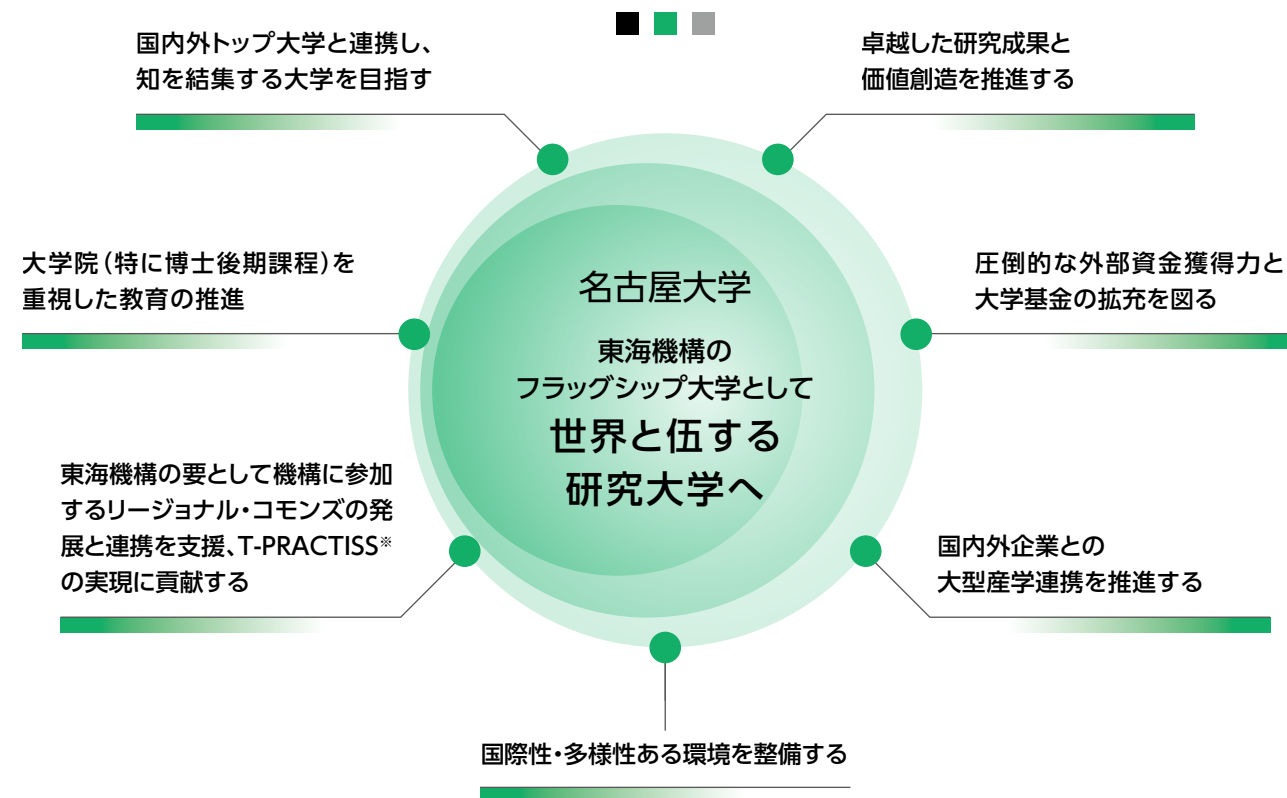 国内外トップ大学と連携し、
知を結集する大学を目指す
卓越した研究成果と
価値創造を推進する
大学院(特に博士後期課程)を
重視した教育の推進
圧倒的な外部資金獲得力と
大学基金の拡充を図る
名古屋大学
東海機構の
フラッグシップ大学として
世界と伍する
研究大学へ
東海機構の要として機構に参加
するリージョナル・コモンズの発
展と連携を支援、T-PRACTISS※
の実現に貢献する
国内外企業との
大型産学連携を推進する
国際性・多様性ある環境を整備する